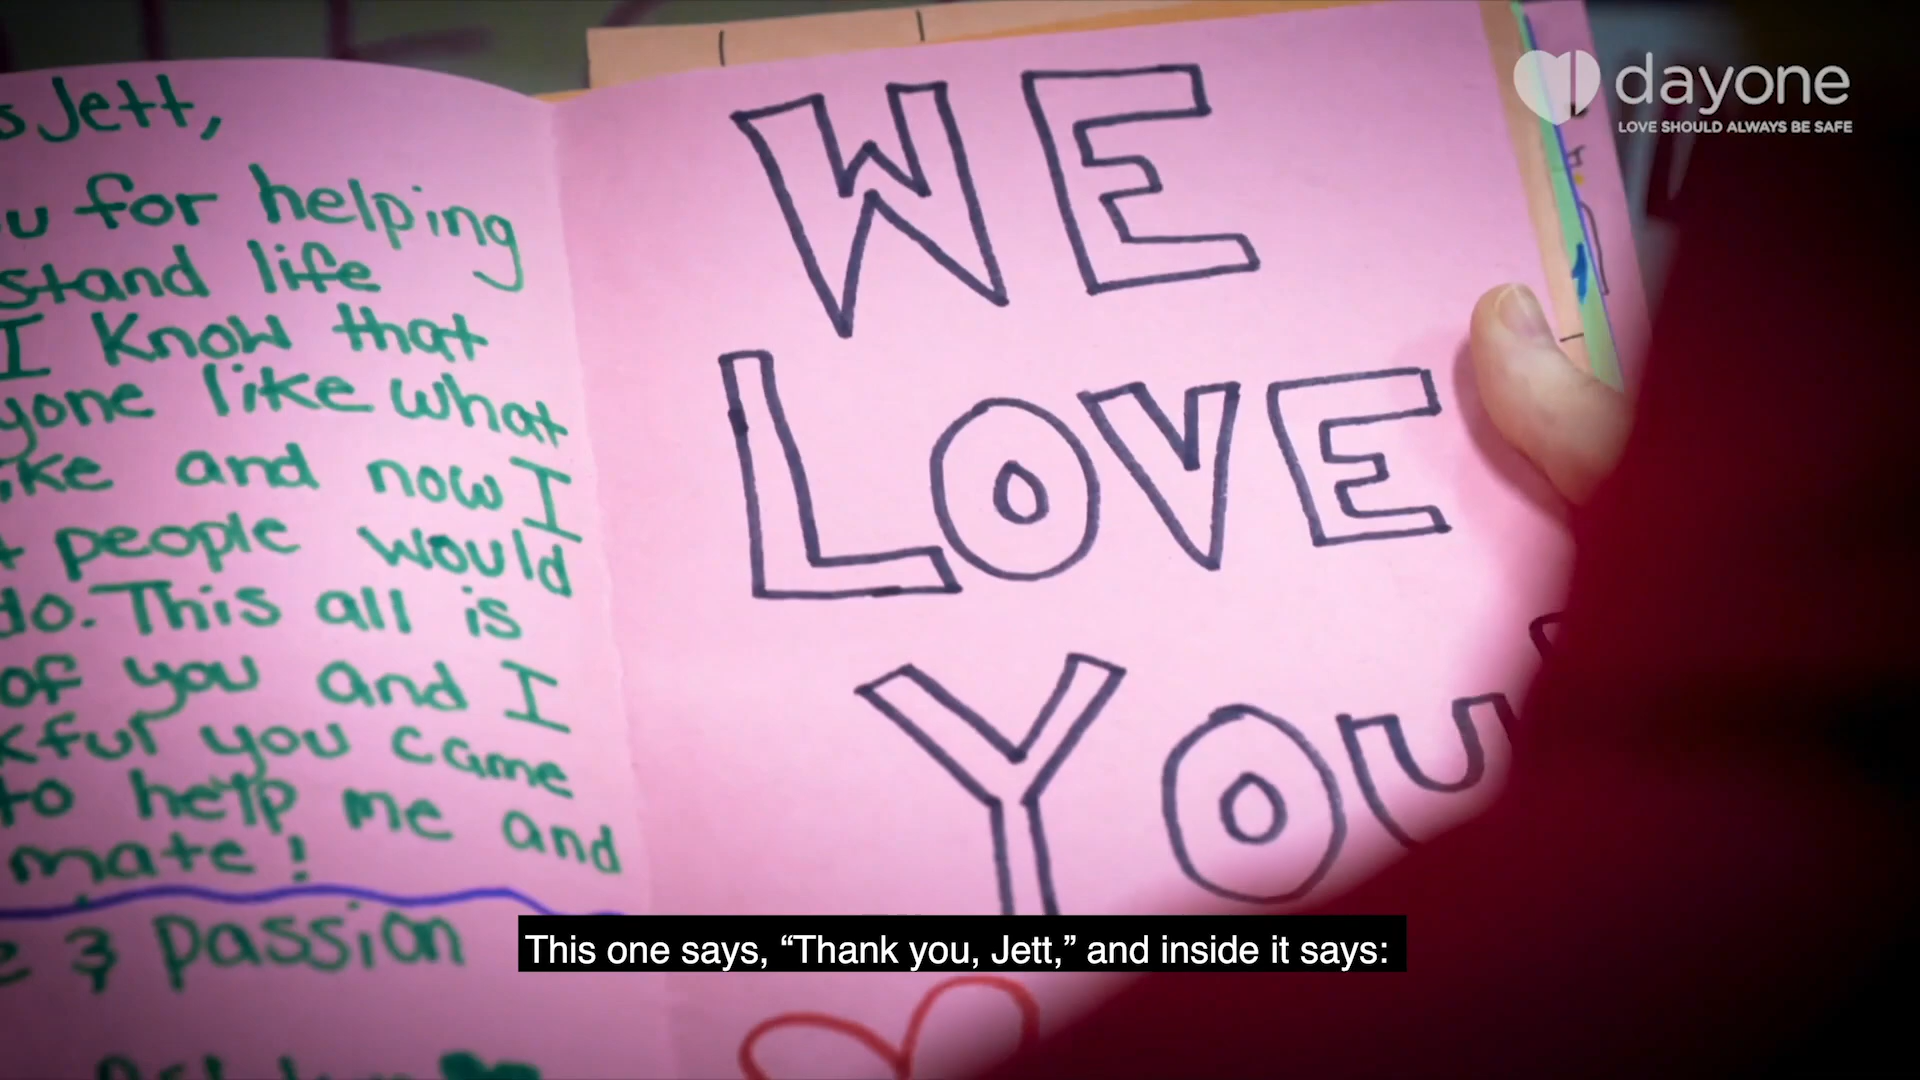 s Jett,
u for helping
stand life
I know that
yone like what
ike and now I
t people would
do. This all is
of you and I
kful you came
to help me and
mate!
e & passion
WE
LOVE
YOU
dayone
LOVE SHOULD ALWAYS BE SAFE
This one says, “Thank you, Jett,” and inside it says: